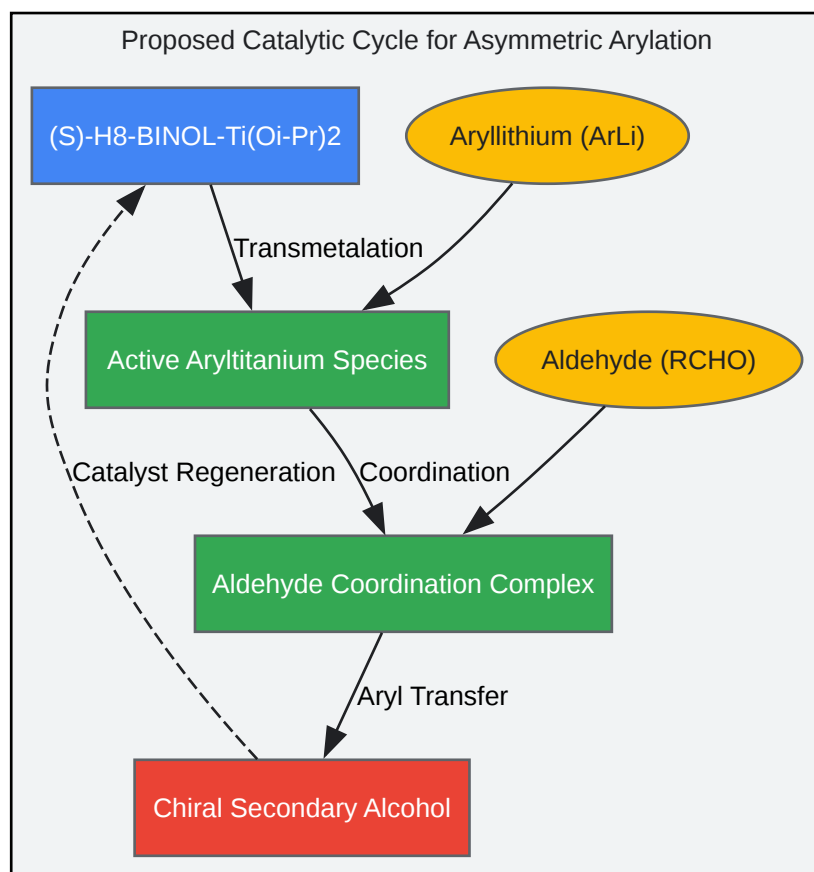 Proposed Catalytic Cycle for Asymmetric Arylation
(S)-H8-BINOL-Ti(Oi-Pr)2
Aryllithium (ArLi)
Transmetalation
Active Aryltitanium Species
Aldehyde (RCHO)
Catalyst Regeneration
Coordination
Aldehyde Coordination Complex
Aryl Transfer
Chiral Secondary Alcohol